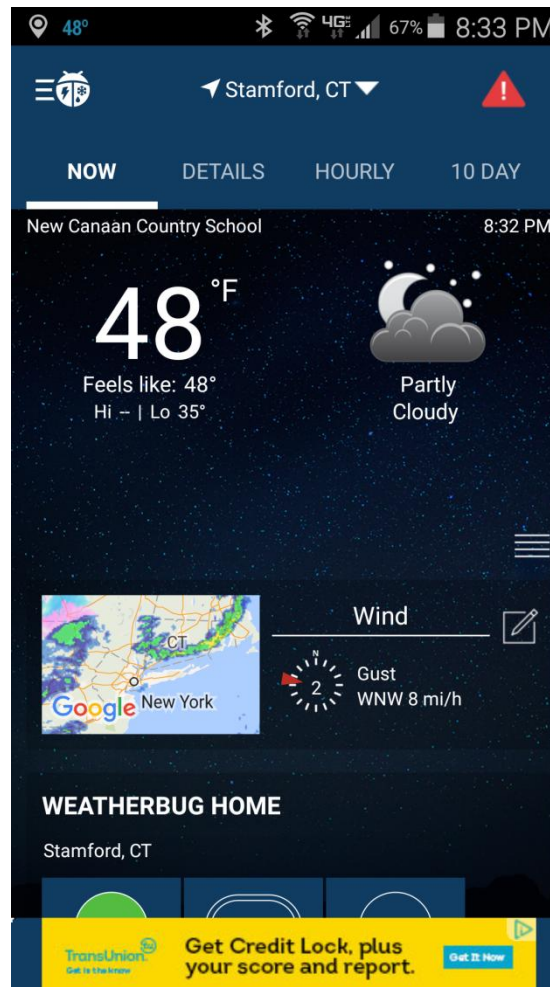 48° 4G LTE 67% 8:33 PM
Stamford, CT
NOW DETAILS HOURLY 10 DAY
New Canaan Country School 8:32 PM
48 °F
Feels like: 48°
Hi -- | Lo 35°
Partly
Cloudy
CT
New York
Google
Wind
N
2
Gust
WNW 8 mi/h
WEATHERBUG HOME
Stamford, CT
TransUnion
Get in the know
Get Credit Lock, plus
your score and report.
Get It Now